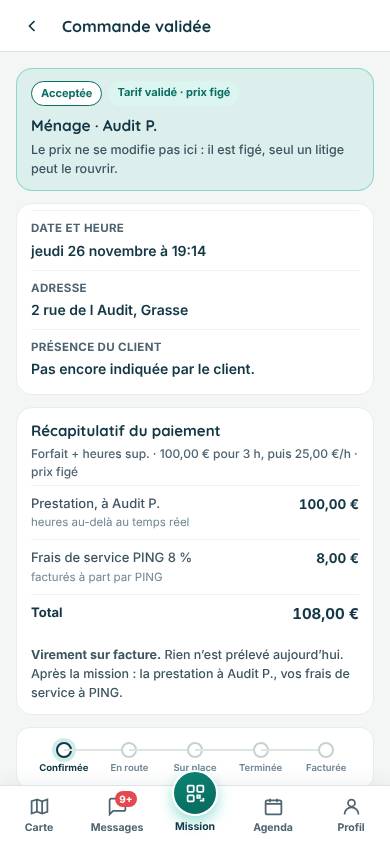 Commande validée
Acceptée
Tarif validé · prix figé
Ménage · Audit P.
Le prix ne se modifie pas ici : il est figé, seul un litige
peut le rouvrir.
DATE ET HEURE
jeudi 26 novembre à 19:14
ADRESSE
2 rue de l Audit, Grasse
PRÉSENCE DU CLIENT
Pas encore indiquée par le client.
Récapitulatif du paiement
Forfait + heures sup. · 100,00 € pour 3 h, puis 25,00 €/h ·
prix figé
Prestation, à Audit P. 100,00 €
heures au-delà au temps réel
Frais de service PING 8 % 8,00 €
facturés à part par PING
Total 108,00 €
Virement sur facture. Rien n’est prélevé aujourd’hui.
Après la mission : la prestation à Audit P., vos frais de
service à PING.
Confirmée En route Sur place Terminée Facturée
9+
Carte Messages Mission Agenda Profil